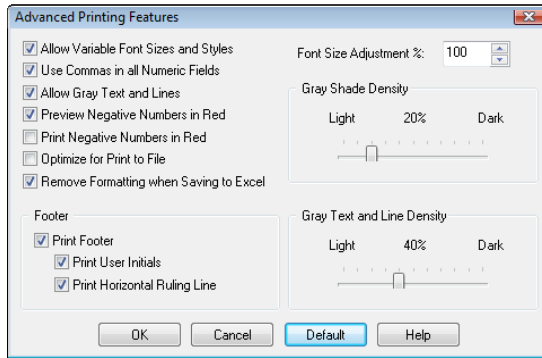 Advanced Printing Features
Allow Variable Font Sizes and Styles
Use Commas in all Numeric Fields
Allow Gray Text and Lines
Preview Negative Numbers in Red
Print Negative Numbers in Red
Optimize for Print to File
Remove Formatting when Saving to Excel
Font Size Adjustment %: 100
Gray Shade Density
Light 20% Dark
Footer
Print Footer
Print User Initials
Print Horizontal Ruling Line
Gray Text and Line Density
Light 40% Dark
OK Cancel Default Help